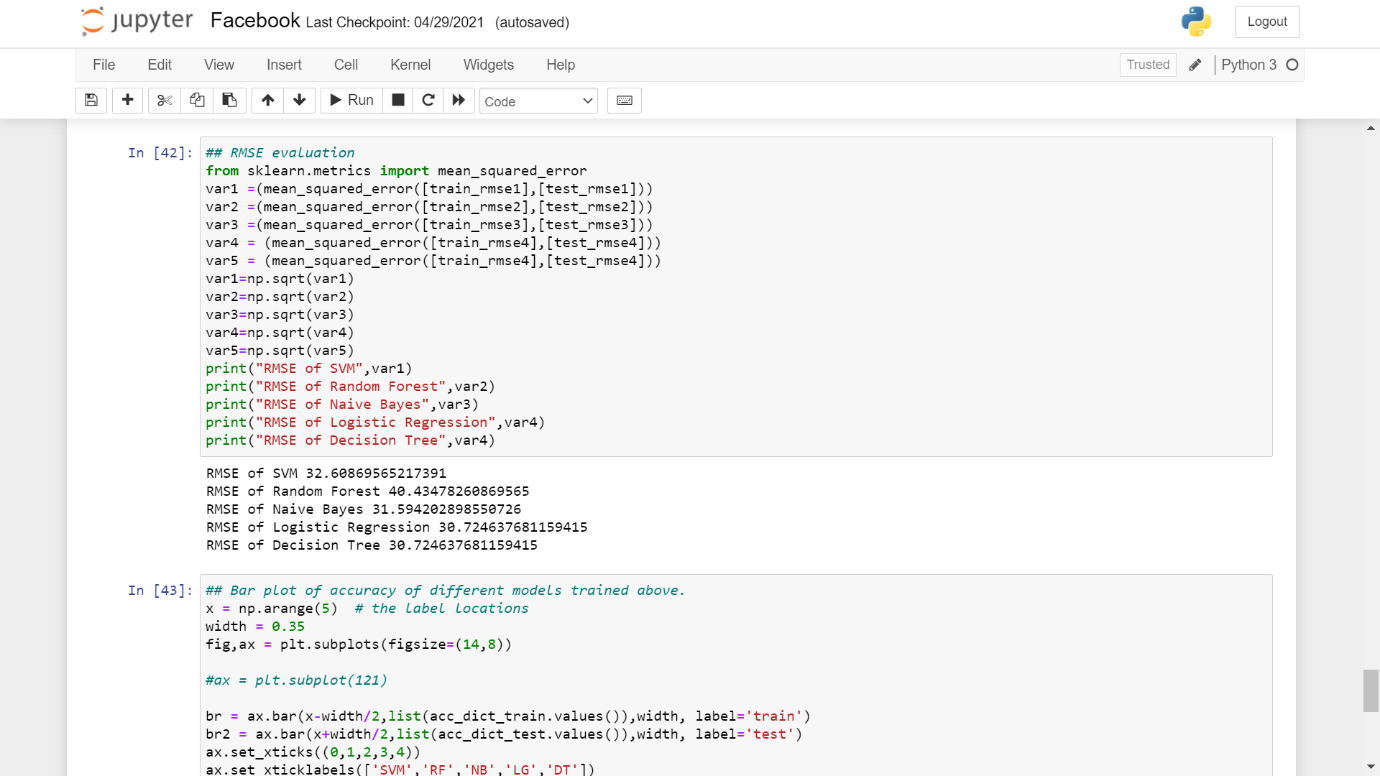 jupyter Facebook Last Checkpoint: 04/29/2021 (autosaved)
Logout
File Edit View Insert Cell Kernel Widgets Help
Trusted Python 3
Run Code
In [42]:
## RMSE evaluation
from sklearn.metrics import mean_squared_error
var1 =(mean_squared_error([train_rmse1],[test_rmse1]))
var2 =(mean_squared_error([train_rmse2],[test_rmse2]))
var3 =(mean_squared_error([train_rmse3],[test_rmse3]))
var4 = (mean_squared_error([train_rmse4],[test_rmse4]))
var5 = (mean_squared_error([train_rmse4],[test_rmse4]))
var1=np.sqrt(var1)
var2=np.sqrt(var2)
var3=np.sqrt(var3)
var4=np.sqrt(var4)
var5=np.sqrt(var5)
print("RMSE of SVM",var1)
print("RMSE of Random Forest",var2)
print("RMSE of Naive Bayes",var3)
print("RMSE of Logistic Regression",var4)
print("RMSE of Decision Tree",var4)
RMSE of SVM 32.60869565217391
RMSE of Random Forest 40.43478260869565
RMSE of Naive Bayes 31.594202898550726
RMSE of Logistic Regression 30.724637681159415
RMSE of Decision Tree 30.724637681159415
In [43]:
## Bar plot of accuracy of different models trained above.
x = np.arange(5)  # the label locations
width = 0.35
fig,ax = plt.subplots(figsize=(14,8))
#ax = plt.subplot(121)
br = ax.bar(x-width/2,list(acc_dict_train.values()),width, label='train')
br2 = ax.bar(x+width/2,list(acc_dict_test.values()),width, label='test')
ax.set_xticks((0,1,2,3,4))
ax.set_xticklabels(['SVM','RF','NB','LG','DT'])